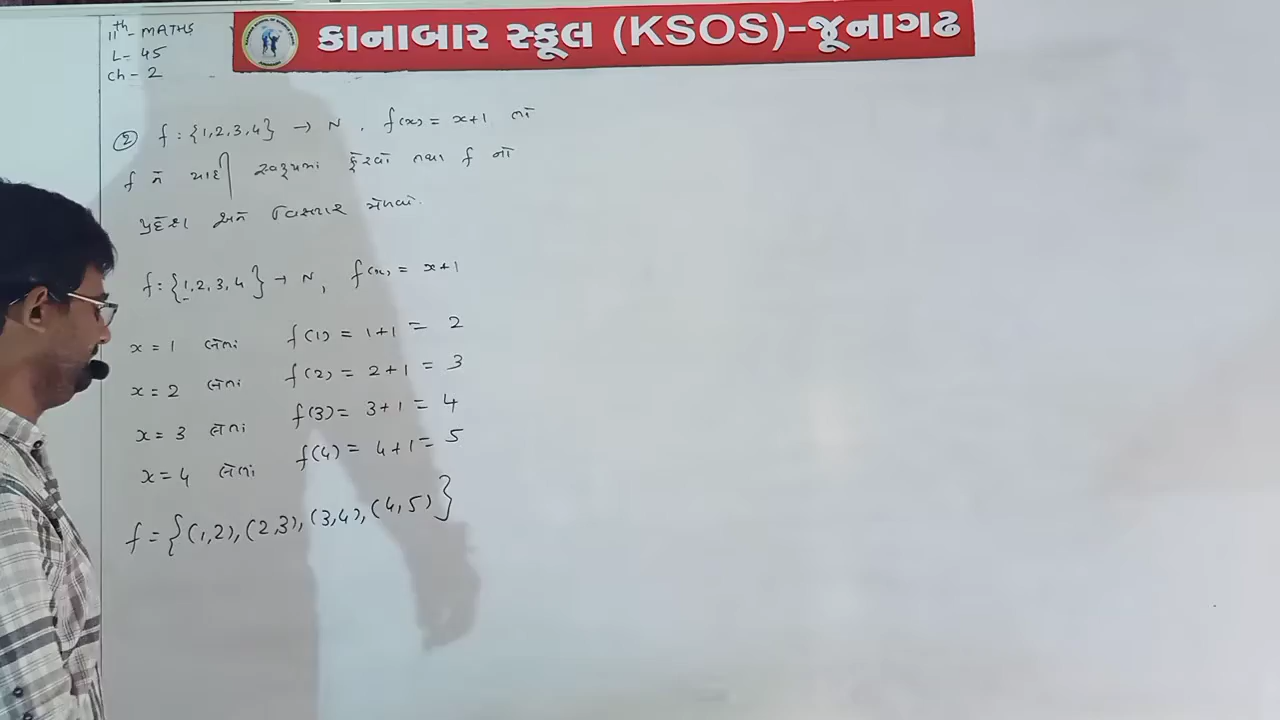 11th - MATHS
L - 45
ch - 2
કાનાબાર સ્કૂલ (KSOS)-જૂનાગઢ
② f : {1,2,3,4} → N . f(x) = x+1 તો
f ને યાદી સ્વરૂપમાં ફેરવો તથા f નો
પ્રદેશ અને વિસ્તાર મેળવો.
f : {1,2,3,4} → N , f(x) = x+1
x = 1 લેતાં f(1) = 1+1 = 2
x = 2 લેતાં f(2) = 2+1 = 3
x = 3 લેતાં f(3) = 3+1 = 4
x = 4 લેતાં f(4) = 4+1 = 5
f = {(1,2),(2,3),(3,4),(4,5)}